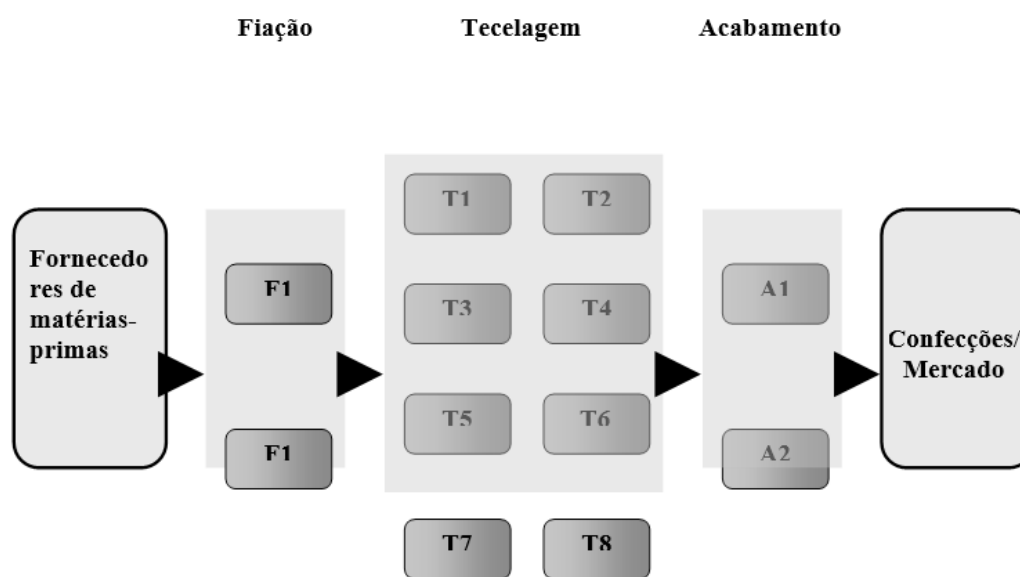 Fiação Tecelagem Acabamento
T1 T2
Fornecedo
res de
matérias-
primas
F1
A1
T3 T4
Confecções/
Mercado
T5 T6
F1
A2
T7 T8